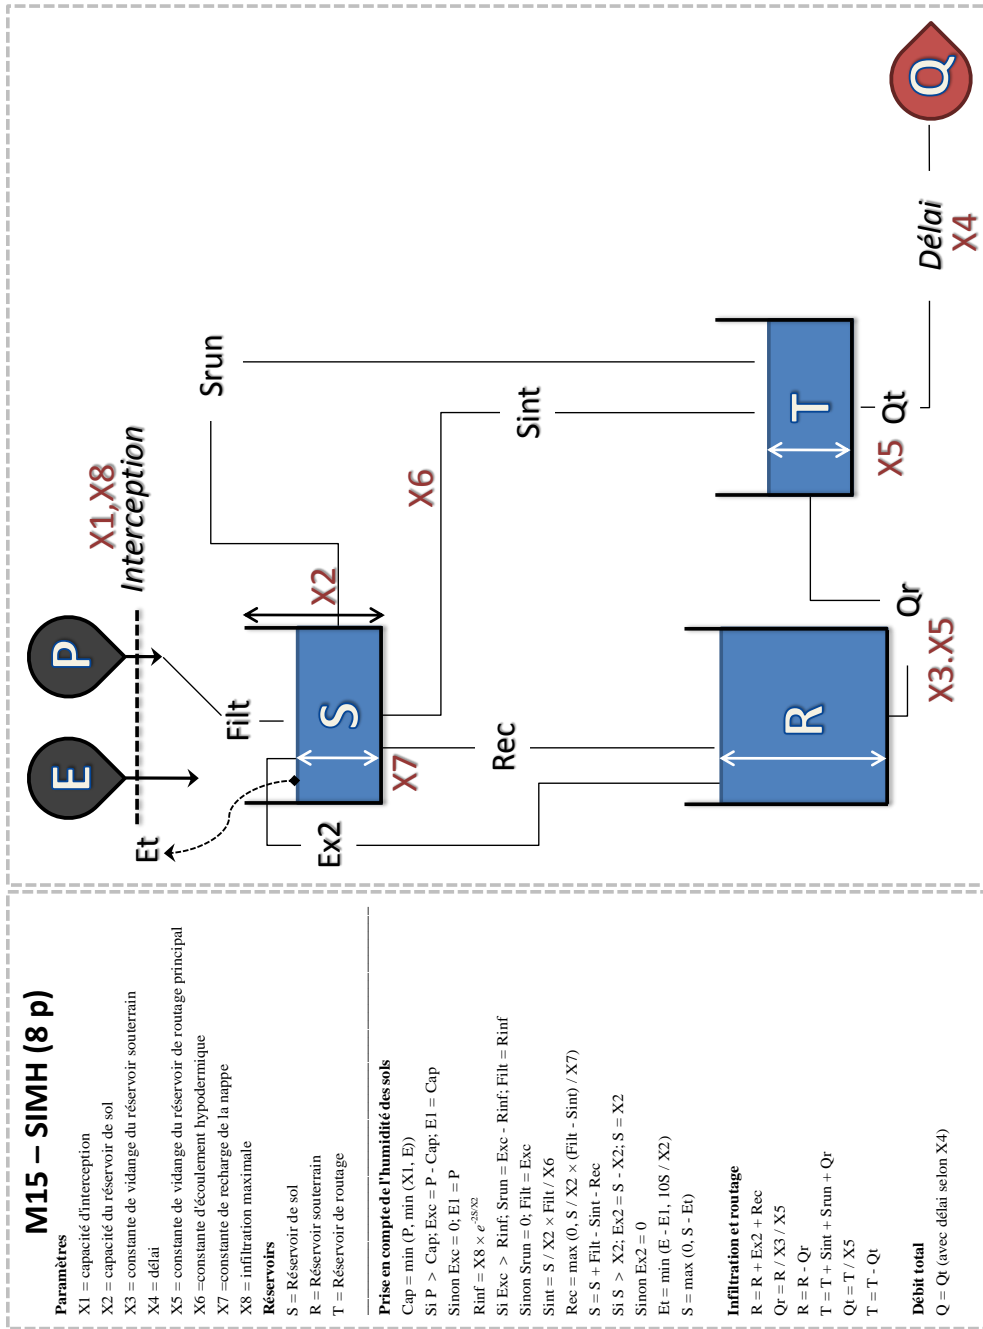 M15 – SIMH (8 p)
Paramètres
X1 = capacité d'interception
X2 = capacité du réservoir de sol
X3 = constante de vidange du réservoir souterrain
X4 = délai
X5 = constante de vidange du réservoir de routage principal
X6 =constante d'écoulement hypodermique
X7 =constante de recharge de la nappe
X8 = infiltration maximale
Réservoirs
S = Réservoir de sol
R = Réservoir souterrain
T = Réservoir de routage
Prise en compte de l'humidité des sols
Cap = min (P, min (X1, E))
Si P > Cap; Exc = P - Cap; E1 = Cap
Sinon Exc = 0; E1 = P
Rinf = X8 × e^-2S/X2
Si Exc > Rinf; Srun = Exc - Rinf; Filt = Rinf
Sinon Srun = 0; Filt = Exc
Sint = S / X2 × Filt / X6
Rec = max (0, S / X2 × (Filt - Sint) / X7)
S = S + Filt - Sint - Rec
Si S > X2; Ex2 = S - X2; S = X2
Sinon Ex2 = 0
Et = min (E - E1, 10S / X2)
S = max (0, S - Et)
Infiltration et routage
R = R + Ex2 + Rec
Qr = R / X3 / X5
R = R - Qr
T = T + Sint + Srun + Qr
Qt = T / X5
T = T - Qt
Débit total
Q = Qt (avec délai selon X4)
E
P
X1,X8
Interception
Et
Filt
Srun
Ex2
S
X2
X7
X6
Rec
Sint
R
T
X5
Qt
Qr
X3.X5
Délai
X4
Q